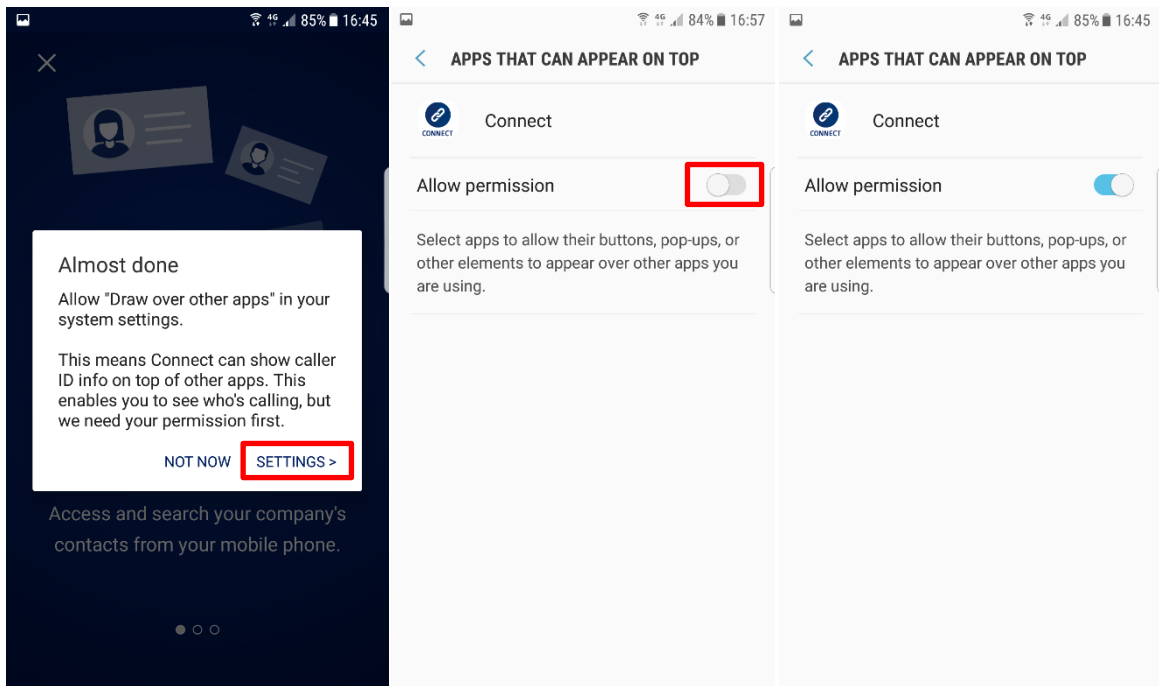 4G 85% 16:45
Almost done
Allow "Draw over other apps" in your
system settings.
This means Connect can show caller
ID info on top of other apps. This
enables you to see who's calling, but
we need your permission first.
NOT NOW SETTINGS >
Access and search your company's
contacts from your mobile phone.
4G 84% 16:57
APPS THAT CAN APPEAR ON TOP
CONNECT
Connect
Allow permission
Select apps to allow their buttons, pop-ups, or
other elements to appear over other apps you
are using.
4G 85% 16:45
APPS THAT CAN APPEAR ON TOP
CONNECT
Connect
Allow permission
Select apps to allow their buttons, pop-ups, or
other elements to appear over other apps you
are using.